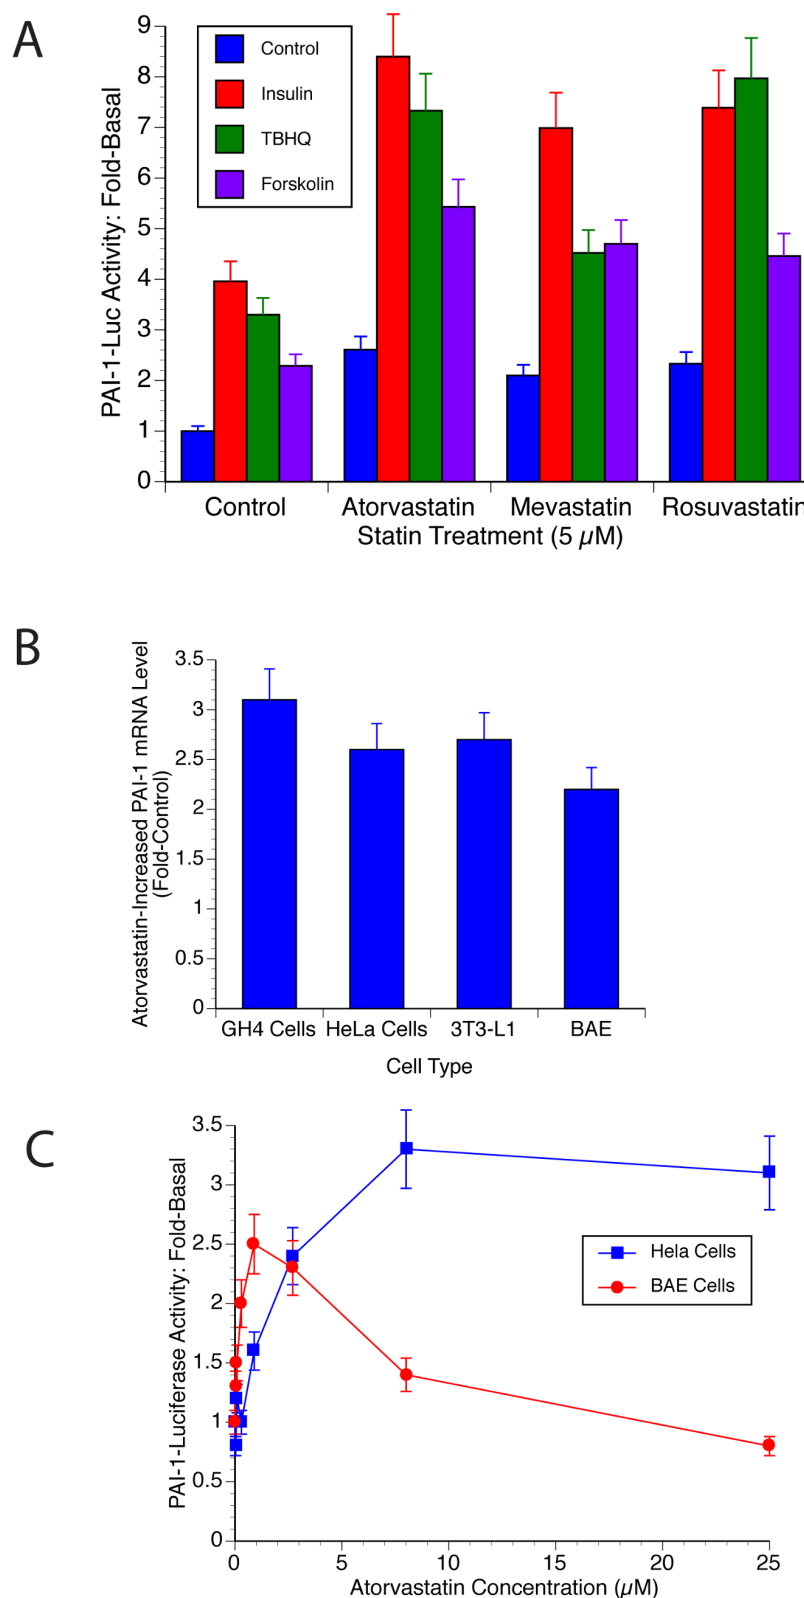 A
PAI-1-Luc Activity: Fold-Basal
9
8
7
6
5
4
3
2
1
0
Control
Insulin
TBHQ
Forskolin
Control Atorvastatin Mevastatin Rosuvastatin
Statin Treatment (5 µM)
B
Atorvastatin-Increased PAI-1 mRNA Level
(Fold-Control)
3.5
3
2.5
2
1.5
1
0.5
0
GH4 Cells HeLa Cells 3T3-L1 BAE
Cell Type
C
PAI-1-Luciferase Activity: Fold-Basal
3.5
3
2.5
2
1.5
1
0.5
0
Hela Cells
BAE Cells
0 5 10 15 20 25
Atorvastatin Concentration (µM)